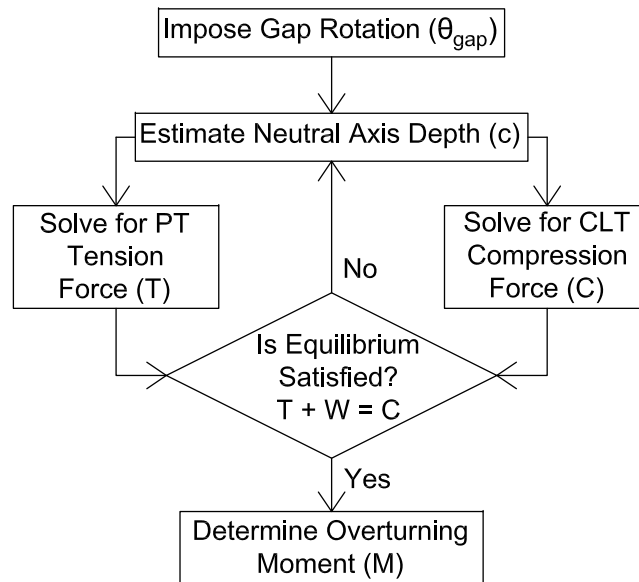 Impose Gap Rotation (θgap)
Estimate Neutral Axis Depth (c)
Solve for PT
Tension
Force (T)
Solve for CLT
Compression
Force (C)
No
Is Equilibrium
Satisfied?
T + W = C
Yes
Determine Overturning
Moment (M)